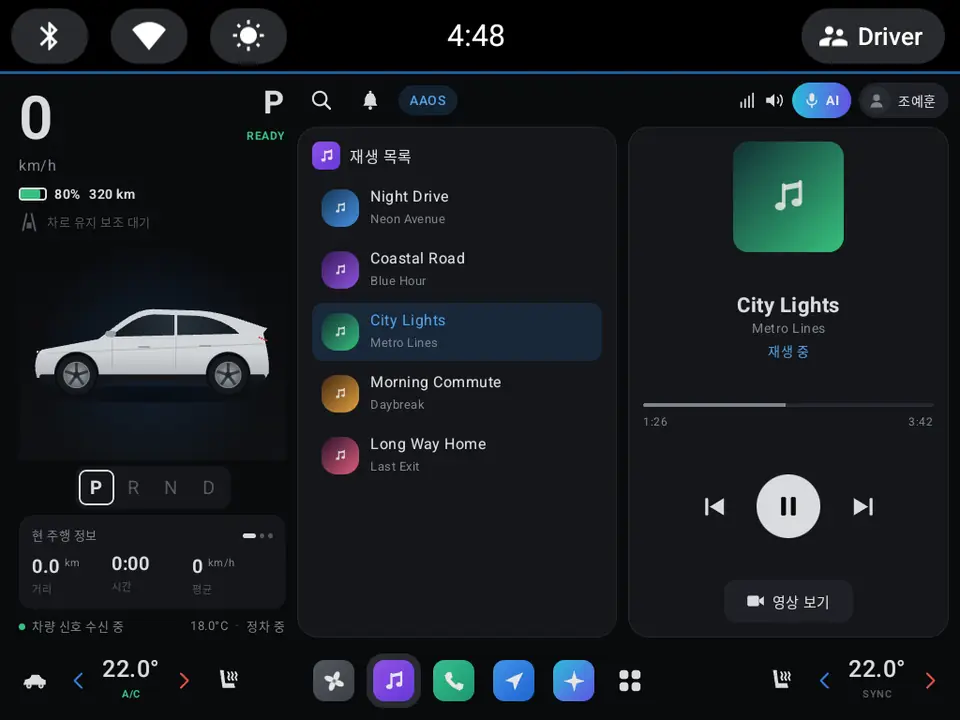 4:48
Driver
0
P
READY
km/h
80% 320 km
차로 유지 보조 대기
P R N D
현 주행 정보
0.0 km
거리
0:00
시간
0 km/h
평균
차량 신호 수신 중
18.0°C · 정차 중
AAOS
AI
조예훈
재생 목록
Night Drive
Neon Avenue
Coastal Road
Blue Hour
City Lights
Metro Lines
Morning Commute
Daybreak
Long Way Home
Last Exit
City Lights
Metro Lines
재생 중
1:26
3:42
영상 보기
22.0°
A/C
22.0°
SYNC